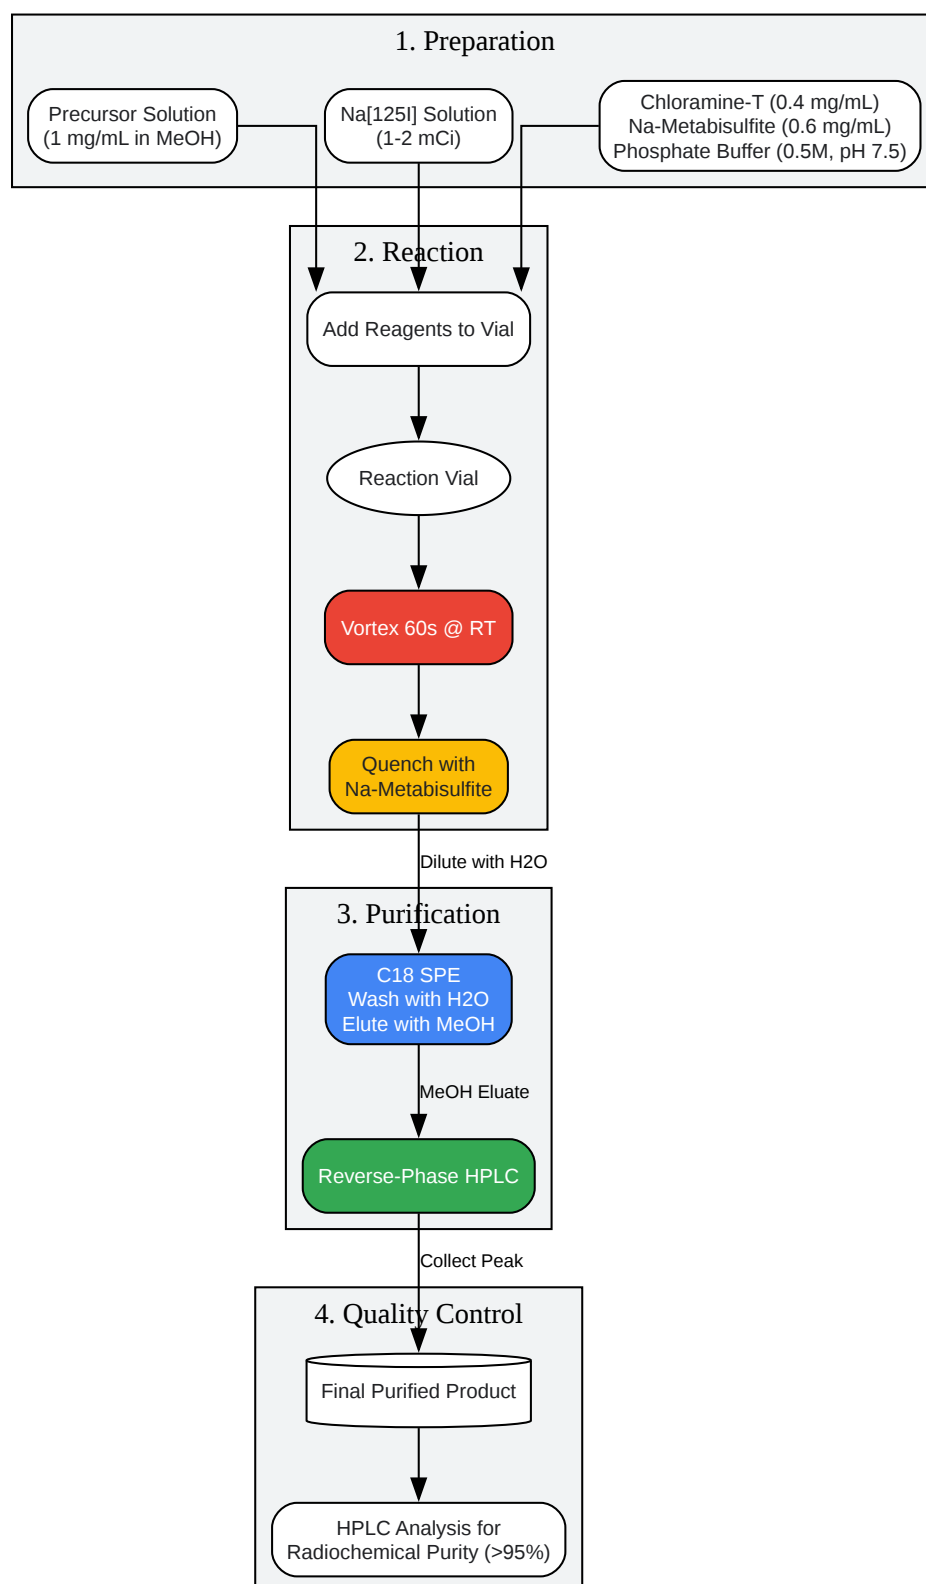 1. Preparation
Precursor Solution
(1 mg/mL in MeOH)
Na[125I] Solution
(1-2 mCi)
Chloramine-T (0.4 mg/mL)
Na-Metabisulfite (0.6 mg/mL)
Phosphate Buffer (0.5M, pH 7.5)
2. Reaction
Add Reagents to Vial
Reaction Vial
Vortex 60s @ RT
Quench with
Na-Metabisulfite
Dilute with H2O
3. Purification
C18 SPE
Wash with H2O
Elute with MeOH
MeOH Eluate
Reverse-Phase HPLC
Collect Peak
4. Quality Control
Final Purified Product
HPLC Analysis for
Radiochemical Purity (>95%)